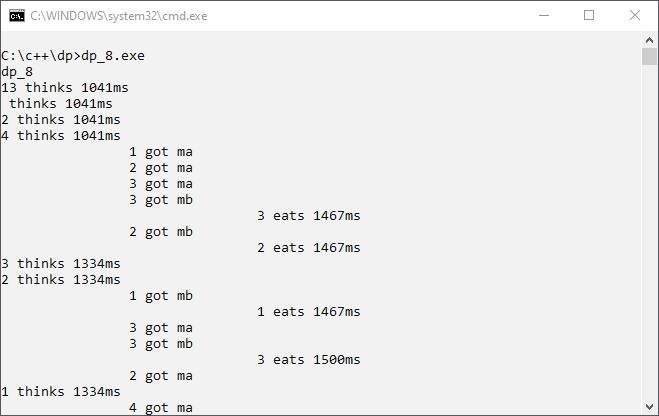 C:\WINDOWS\system32\cmd.exe
C:\c++\dp>dp_8.exe
dp_8
13 thinks 1041ms
 thinks 1041ms
2 thinks 1041ms
4 thinks 1041ms
                1 got ma
                2 got ma
                3 got ma
                3 got mb
                                3 eats 1467ms
                2 got mb
                                2 eats 1467ms
3 thinks 1334ms
2 thinks 1334ms
                1 got mb
                                1 eats 1467ms
                3 got ma
                3 got mb
                                3 eats 1500ms
                2 got ma
1 thinks 1334ms
                4 got ma